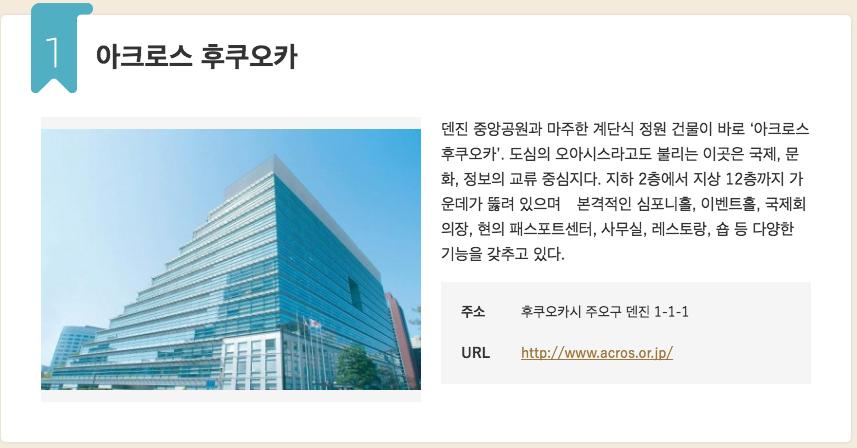 1
아크로스 후쿠오카
덴진 중앙공원과 마주한 계단식 정원 건물이 바로 ‘아크로스
후쿠오카’. 도심의 오아시스라고도 불리는 이곳은 국제, 문
화, 정보의 교류 중심지다. 지하 2층에서 지상 12층까지 가
운데가 뚫려 있으며　본격적인 심포니홀, 이벤트홀, 국제회
의장, 현의 패스포트센터, 사무실, 레스토랑, 숍 등 다양한
기능을 갖추고 있다.
주소 후쿠오카시 주오구 덴진 1-1-1
URL http://www.acros.or.jp/